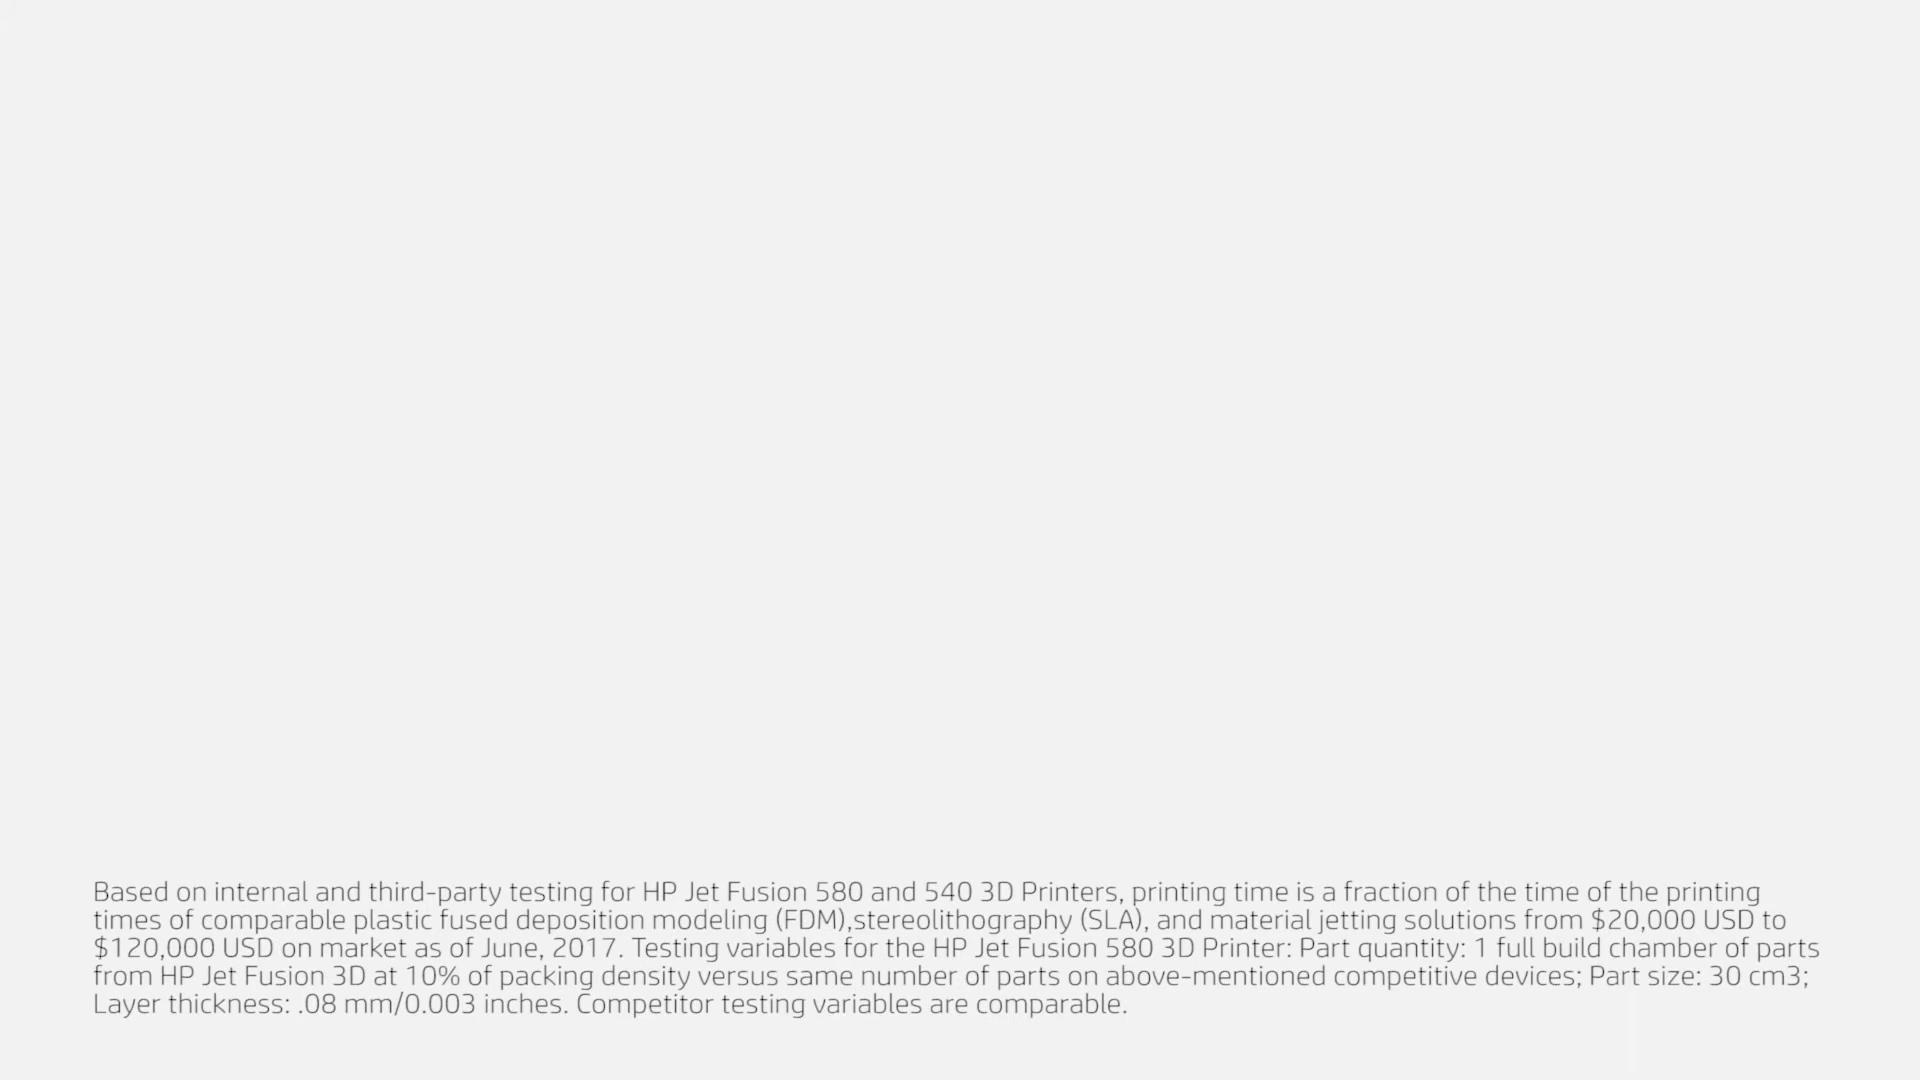 Based on internal and third-party testing for HP Jet Fusion 580 and 540 3D Printers, printing time is a fraction of the time of the printing
times of comparable plastic fused deposition modeling (FDM),stereolithography (SLA), and material jetting solutions from $20,000 USD to
$120,000 USD on market as of June, 2017. Testing variables for the HP Jet Fusion 580 3D Printer: Part quantity: 1 full build chamber of parts
from HP Jet Fusion 3D at 10% of packing density versus same number of parts on above-mentioned competitive devices; Part size: 30 cm3;
Layer thickness: .08 mm/0.003 inches. Competitor testing variables are comparable.